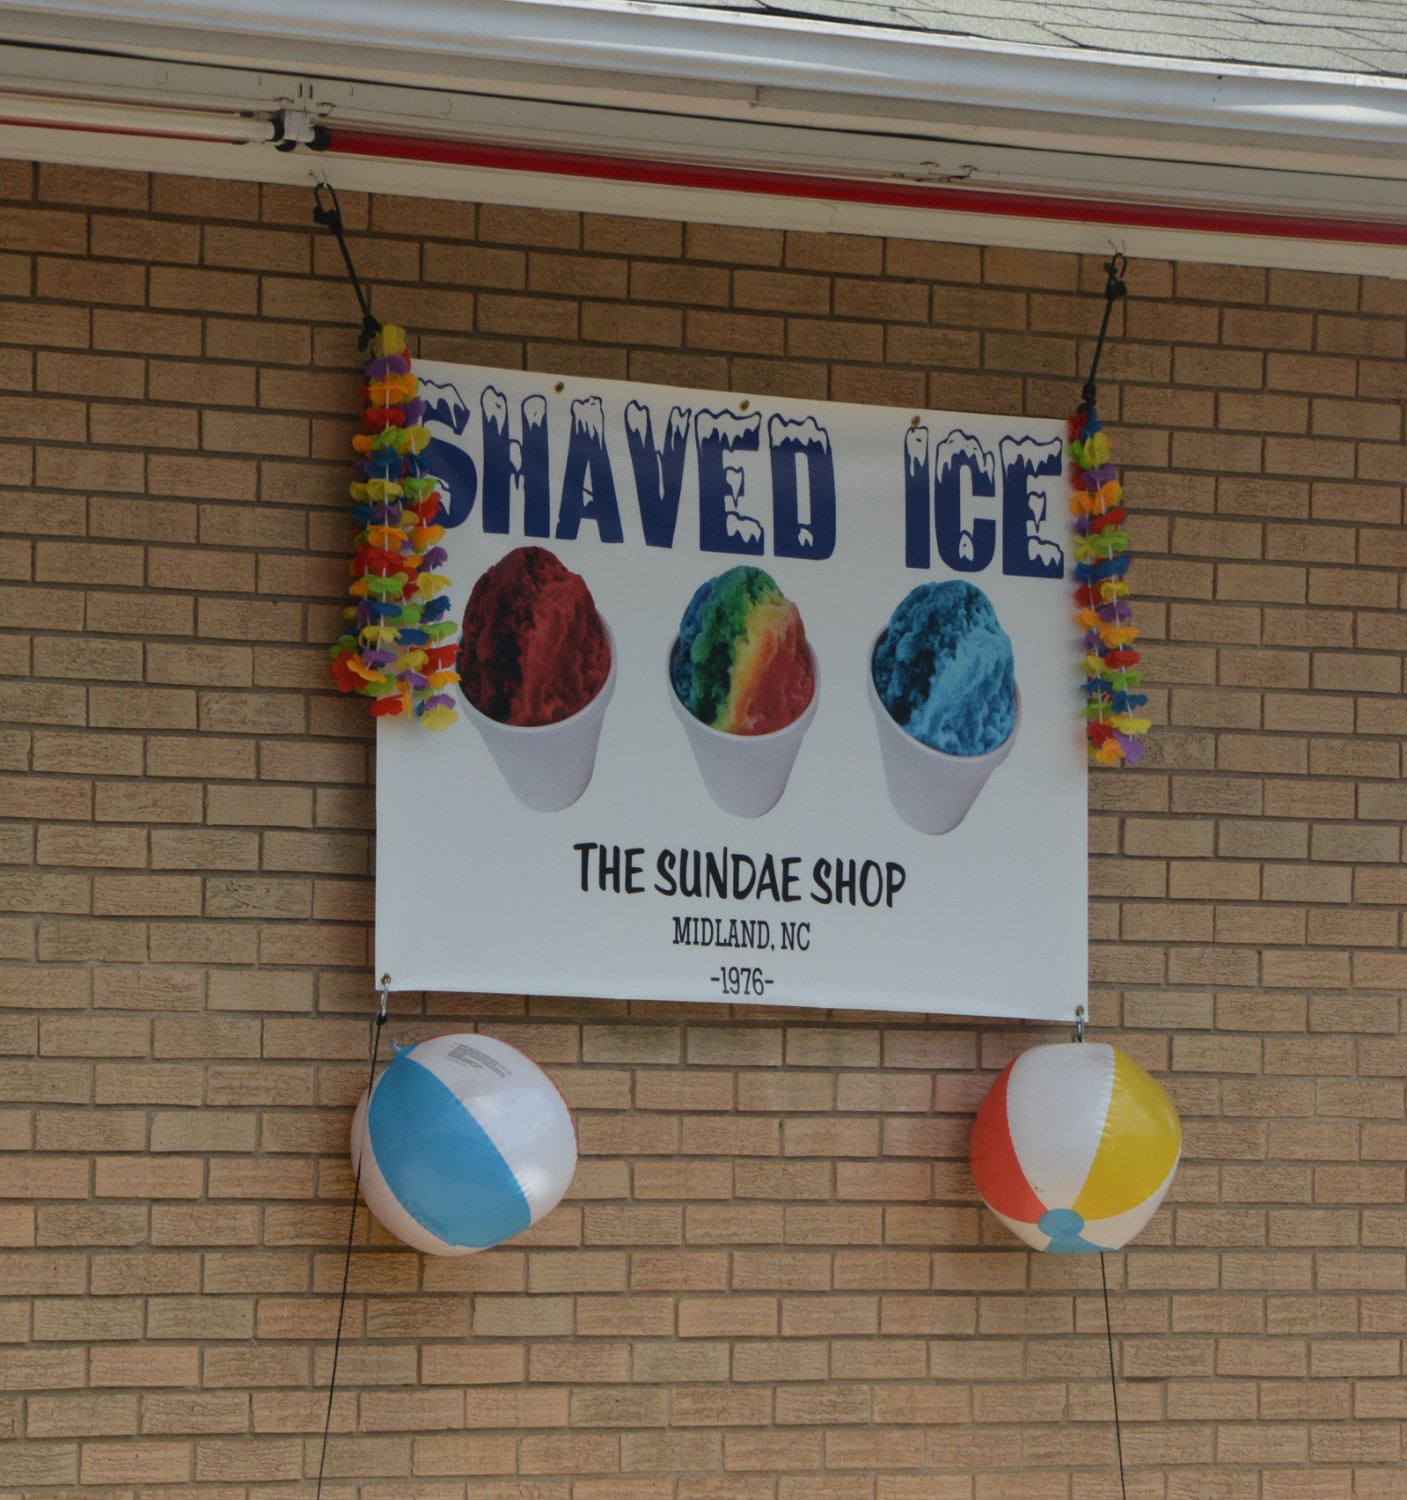 SHAVED ICE
THE SUNDAE SHOP
MIDLAND, NC
-1976-